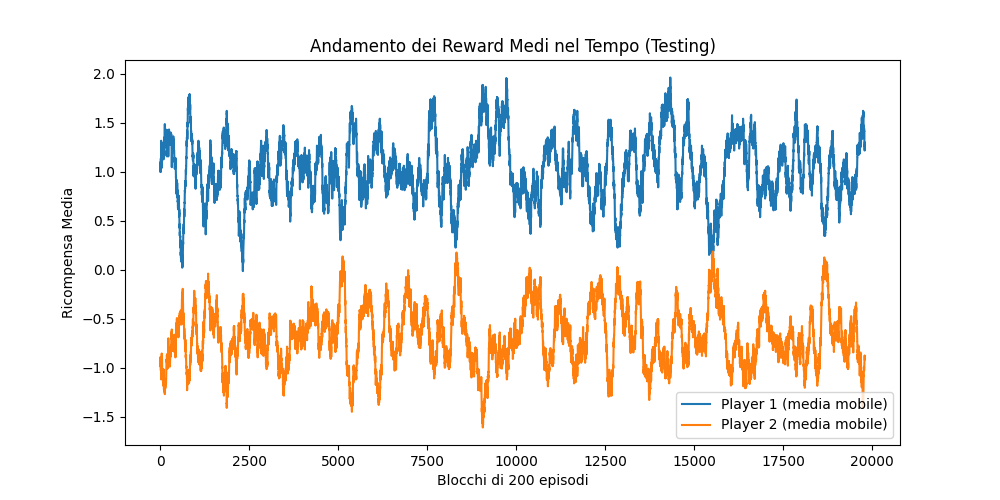 Andamento dei Reward Medi nel Tempo (Testing)
Ricompensa Media
2.0
1.5
1.0
0.5
0.0
−0.5
−1.0
−1.5
Player 1 (media mobile)
Player 2 (media mobile)
0 2500 5000 7500 10000 12500 15000 17500 20000
Blocchi di 200 episodi